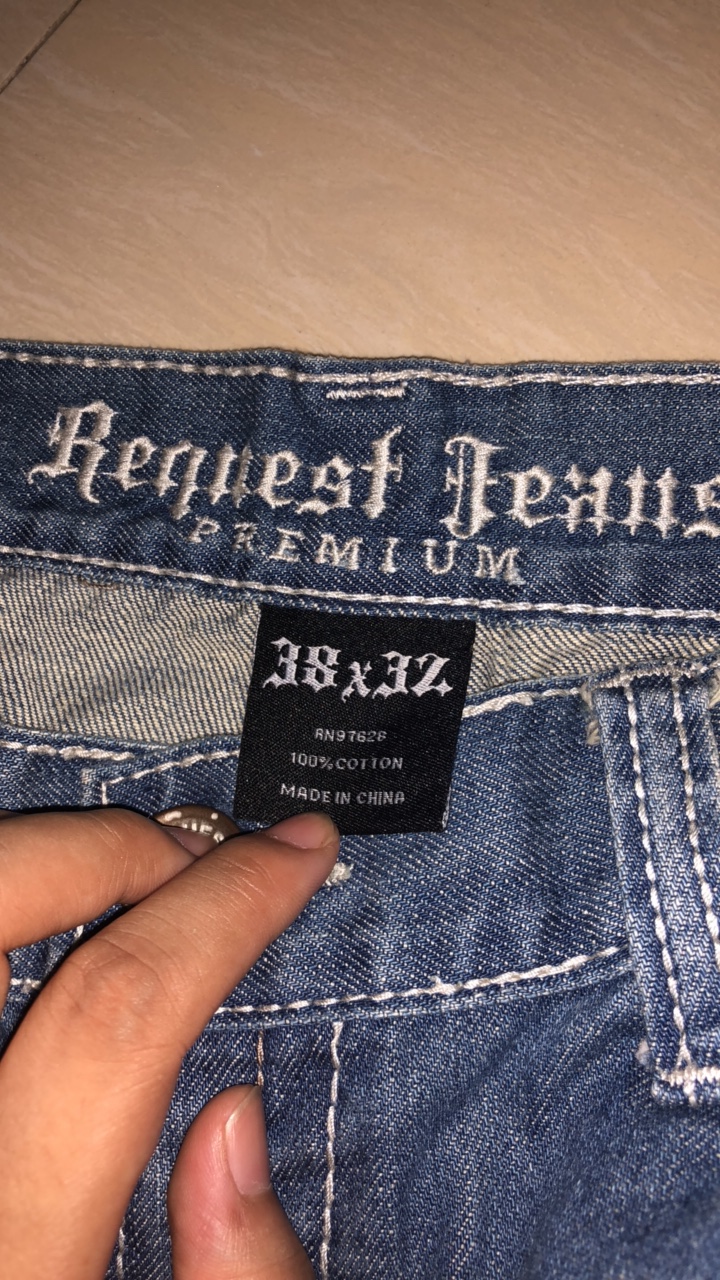 Request Jeans
PREMIUM
38x32
RN97628
100%COTTON
MADE IN CHINA